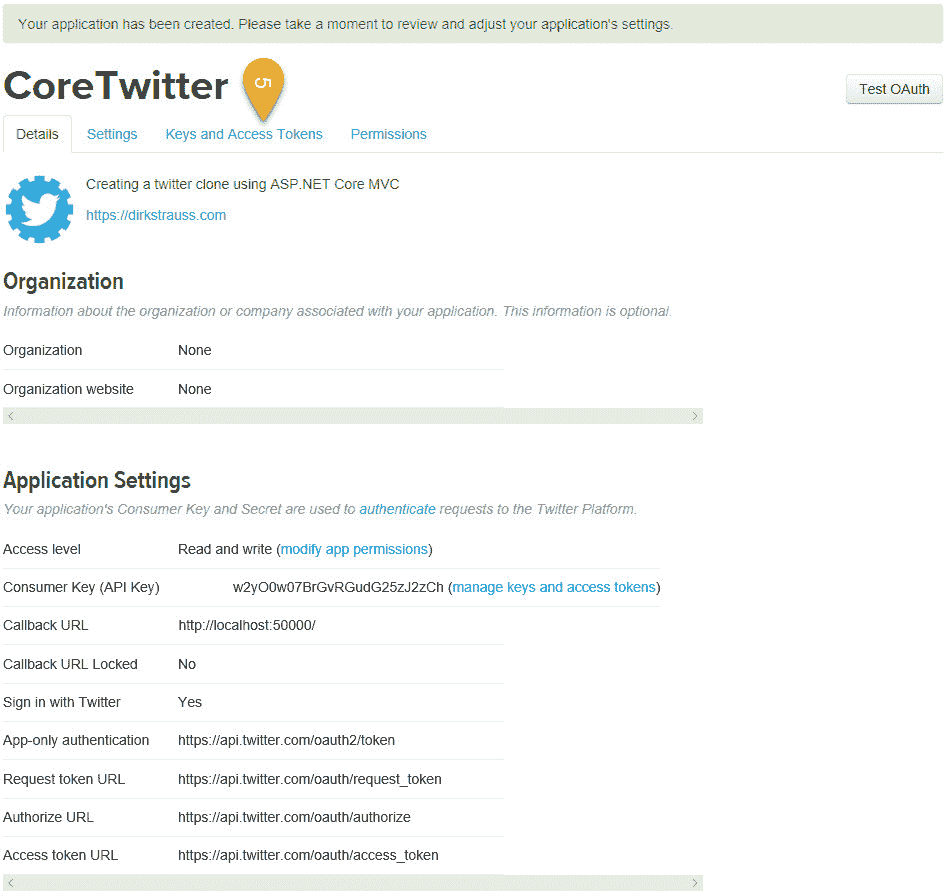 Your application has been created. Please take a moment to review and adjust your application's settings.
CoreTwitter
5
Test OAuth
Details Settings Keys and Access Tokens Permissions
Creating a twitter clone using ASP.NET Core MVC
https://dirkstrauss.com
Organization
Information about the organization or company associated with your application. This information is optional.
Organization None
Organization website None
Application Settings
Your application's Consumer Key and Secret are used to authenticate requests to the Twitter Platform.
Access level Read and write (modify app permissions)
Consumer Key (API Key) w2yO0w07BrGvRGudG25zJ2zCh (manage keys and access tokens)
Callback URL http://localhost:50000/
Callback URL Locked No
Sign in with Twitter Yes
App-only authentication https://api.twitter.com/oauth2/token
Request token URL https://api.twitter.com/oauth/request_token
Authorize URL https://api.twitter.com/oauth/authorize
Access token URL https://api.twitter.com/oauth/access_token